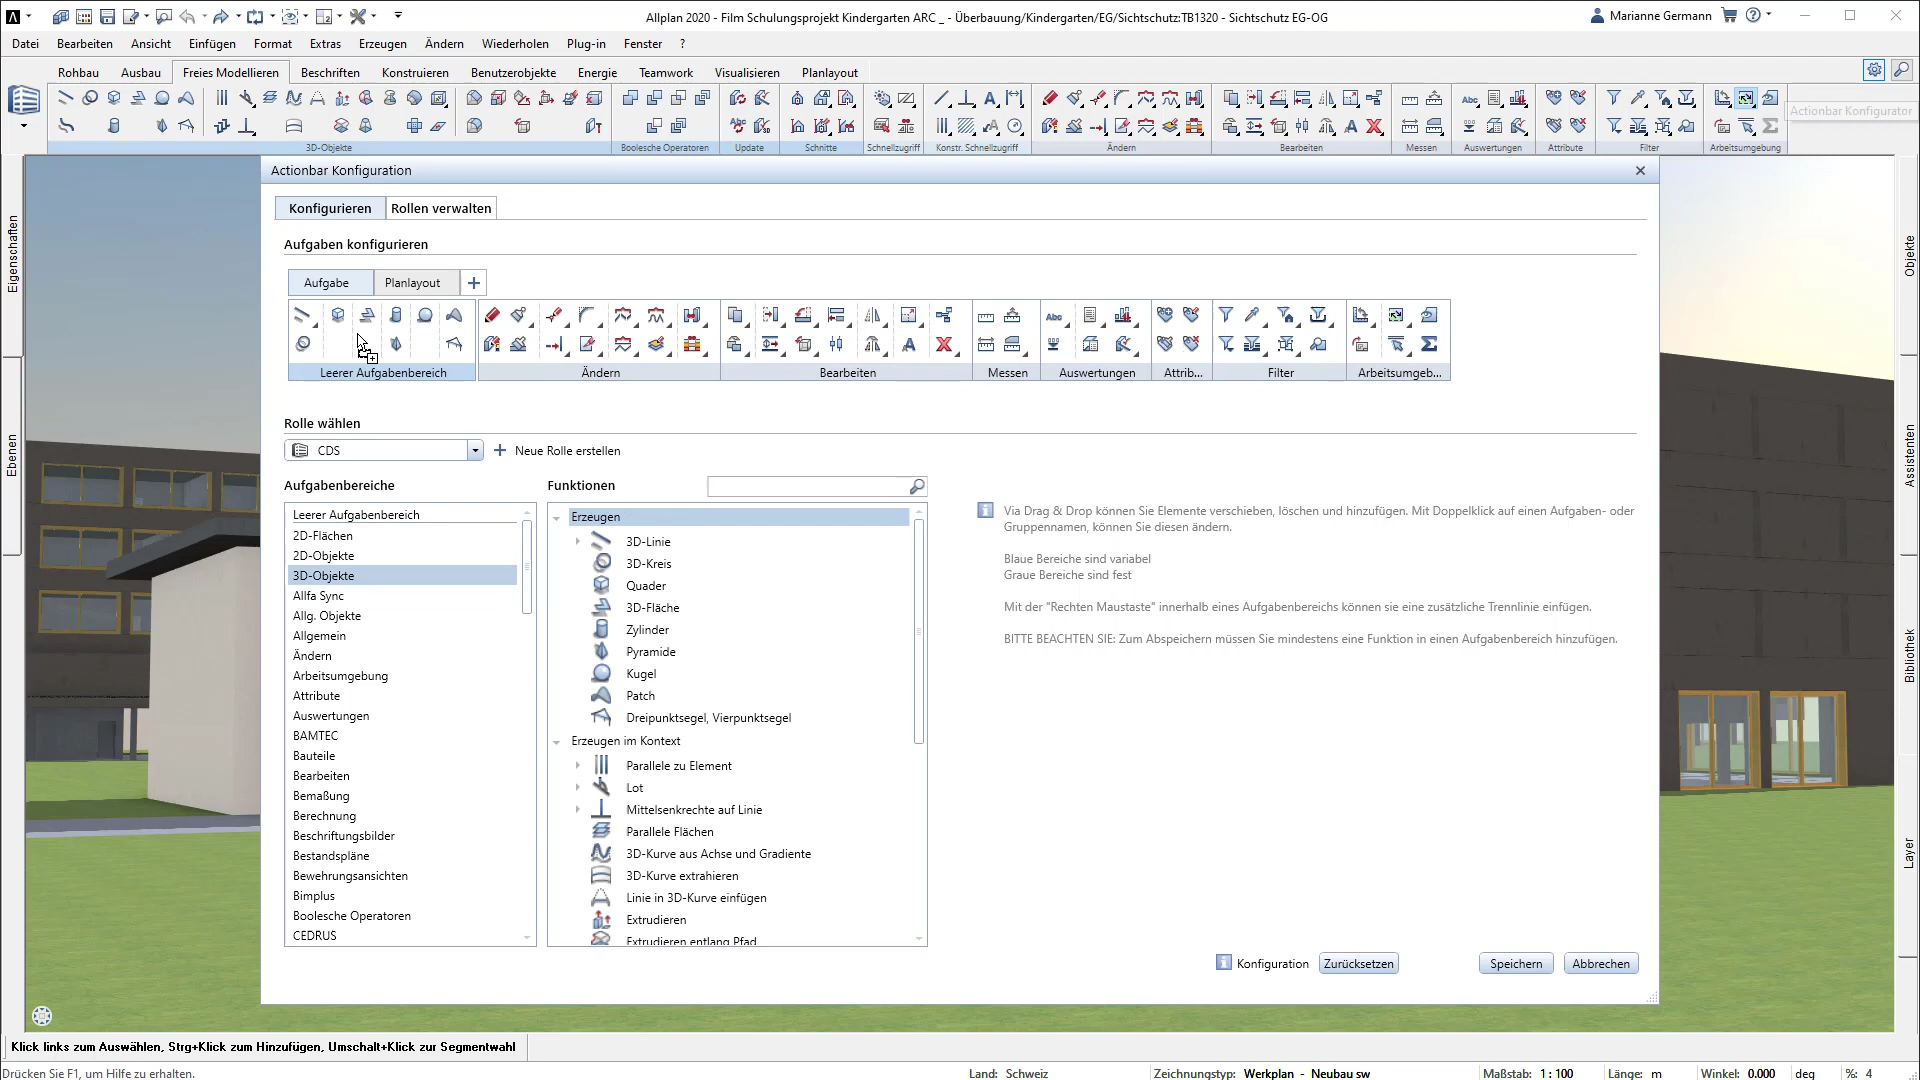 Allplan 2020 - Film Schulungsprojekt Kindergarten ARC _ - Überbauung/Kindergarten/EG/Sichtschutz:TB1320 - Sichtschutz EG-OG
Marianne Germann
Datei Bearbeiten Ansicht Einfügen Format Extras Erzeugen Ändern Wiederholen Plug-in Fenster ?
Rohbau Ausbau Freies Modellieren Beschriften Konstruieren Benutzerobjekte Energie Teamwork Visualisieren Planlayout
Actionbar Konfigurator
3D-Objekte Boolesche Operatoren Update Schnitte Schnellzugriff Konstr. Schnellzugriff Ändern Bearbeiten Messen Auswertungen Attribute Filter Arbeitsumgebung
Eigenschaften
Ebenen
Objekte
Assistenten
Bibliothek
Layer
Actionbar Konfiguration
Konfigurieren Rollen verwalten
Aufgaben konfigurieren
Aufgabe Planlayout
Abc
Leerer Aufgabenbereich Ändern Bearbeiten Messen Auswertungen Attrib... Filter Arbeitsumgeb...
Rolle wählen
CDS Neue Rolle erstellen
Aufgabenbereiche
Leerer Aufgabenbereich
2D-Flächen
2D-Objekte
3D-Objekte
Allfa Sync
Allg. Objekte
Allgemein
Ändern
Arbeitsumgebung
Attribute
Auswertungen
BAMTEC
Bauteile
Bearbeiten
Bemaßung
Berechnung
Beschriftungsbilder
Bestandspläne
Bewehrungsansichten
Bimplus
Boolesche Operatoren
CEDRUS
Funktionen
Erzeugen
3D-Linie
3D-Kreis
Quader
3D-Fläche
Zylinder
Pyramide
Kugel
Patch
Dreipunktsegel, Vierpunktsegel
Erzeugen im Kontext
Parallele zu Element
Lot
Mittelsenkrechte auf Linie
Parallele Flächen
3D-Kurve aus Achse und Gradiente
3D-Kurve extrahieren
Linie in 3D-Kurve einfügen
Extrudieren
Extrudieren entlang Pfad
Via Drag & Drop können Sie Elemente verschieben, löschen und hinzufügen. Mit Doppelklick auf einen Aufgaben- oder
Gruppennamen, können Sie diesen ändern.
Blaue Bereiche sind variabel
Graue Bereiche sind fest
Mit der "Rechten Maustaste" innerhalb eines Aufgabenbereichs können sie eine zusätzliche Trennlinie einfügen.
BITTE BEACHTEN SIE: Zum Abspeichern müssen Sie mindestens eine Funktion in einen Aufgabenbereich hinzufügen.
Konfiguration Zurücksetzen Speichern Abbrechen
Klick links zum Auswählen, Strg+Klick zum Hinzufügen, Umschalt+Klick zur Segmentwahl
Drücken Sie F1, um Hilfe zu erhalten.
Land: Schweiz Zeichnungstyp: Werkplan - Neubau sw Maßstab: 1 : 100 Länge: m Winkel: 0.000 deg %: 4